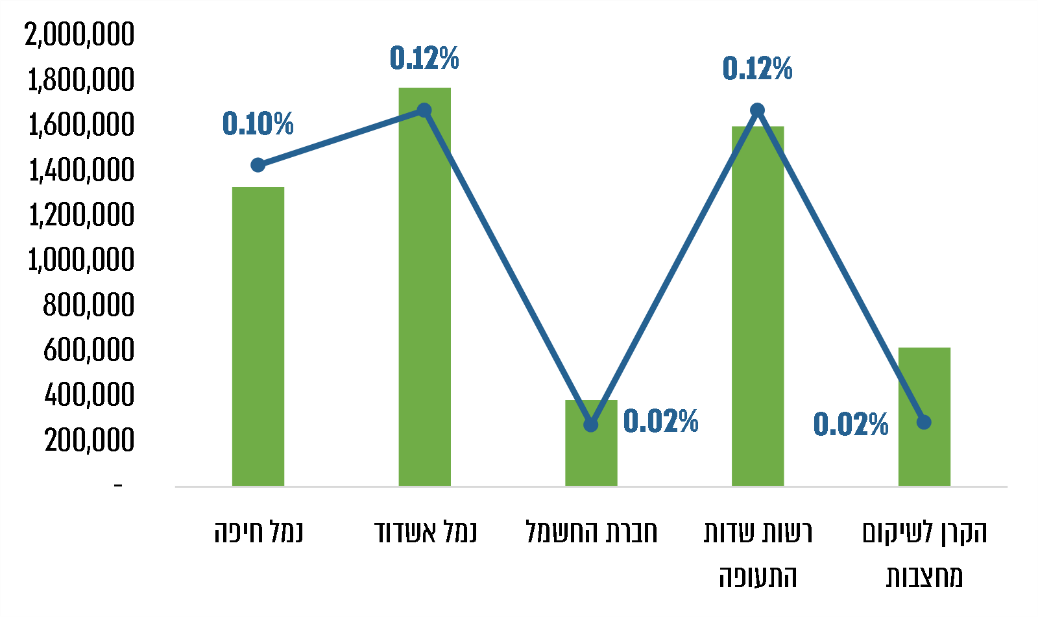 2,000,000
1,800,000
1,600,000
1,400,000
1,200,000
1,000,000
800,000
600,000
400,000
200,000
-
0.10%
0.12%
0.02%
0.12%
0.02%
נמל חיפה
נמל אשדוד
חברת החשמל
רשות שדות
התעופה
הקרן לשיקום
מחצבות